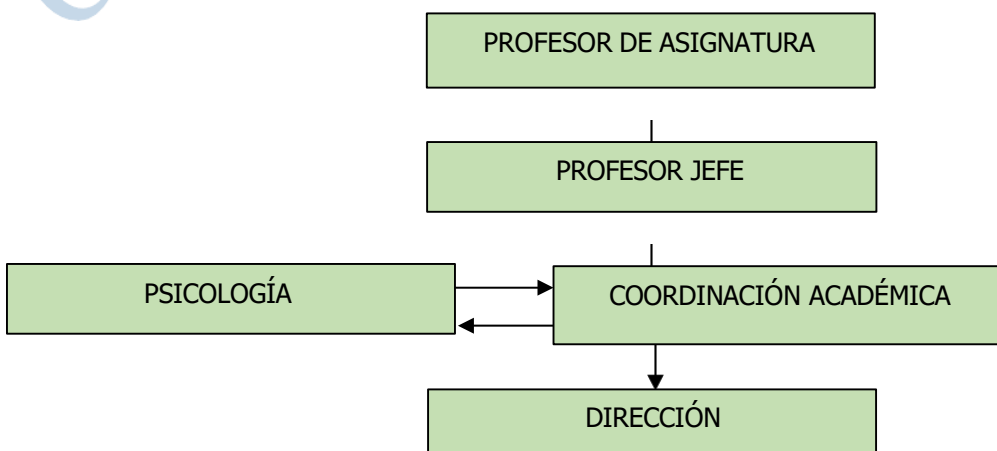 PROFESOR DE ASIGNATURA
PROFESOR JEFE
PSICOLOGÍA
COORDINACIÓN ACADÉMICA
DIRECCIÓN